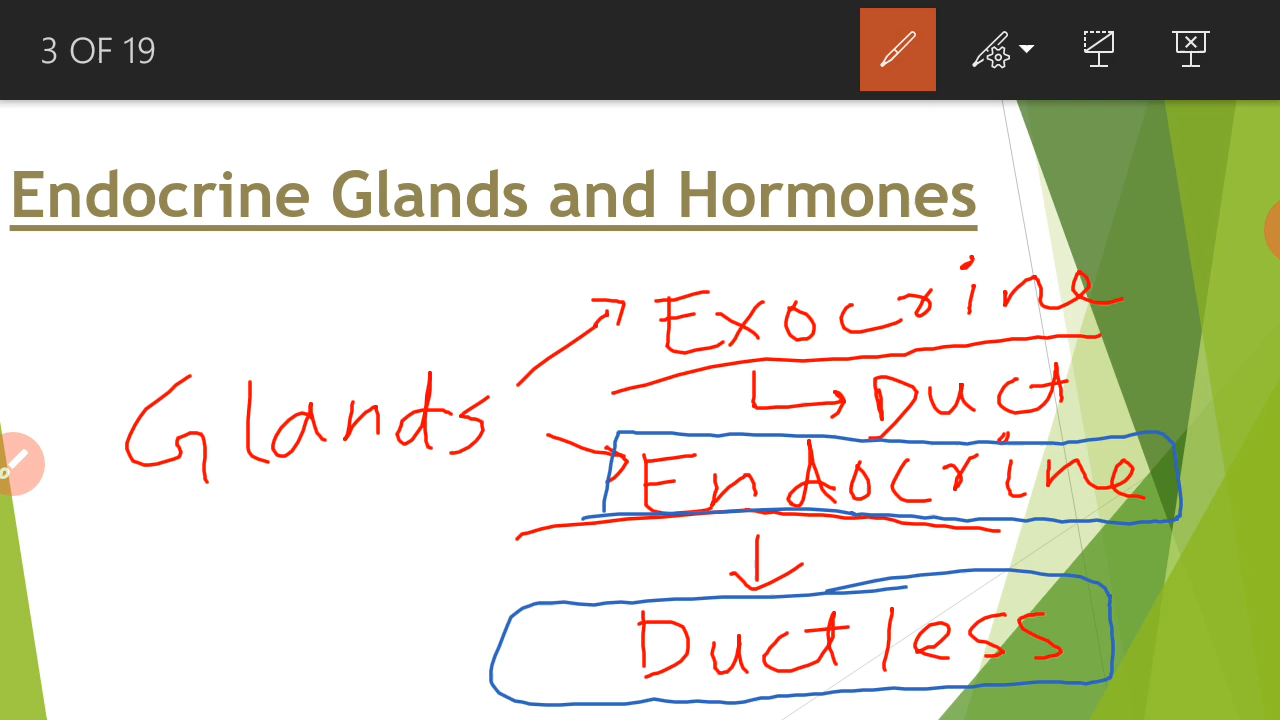 3 OF 19
Endocrine Glands and Hormones
Exocrine
Duct
Glands
Endocrine
Ductless